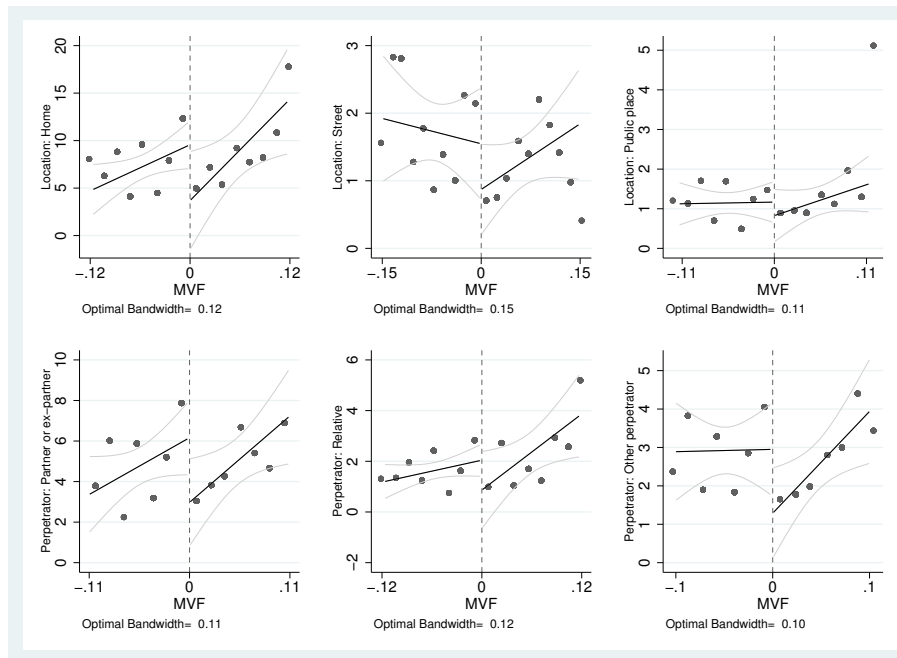 Location: Home
20
15
10
5
0
−.12
0
.12
MVF
Optimal Bandwidth= 0.12
Location: Street
3
2
1
0
−.15
0
.15
MVF
Optimal Bandwidth= 0.15
Location: Public place
5
4
3
2
1
0
−.11
0
.11
MVF
Optimal Bandwidth= 0.11
Perpetrator: Partner or ex−partner
10
8
6
4
2
0
−.11
0
.11
MVF
Optimal Bandwidth= 0.11
Perpetrator: Relative
6
4
2
0
−2
−.12
0
.12
MVF
Optimal Bandwidth= 0.12
Perpetrator: Other perpetrator
5
4
3
2
1
0
−.1
0
.1
MVF
Optimal Bandwidth= 0.10